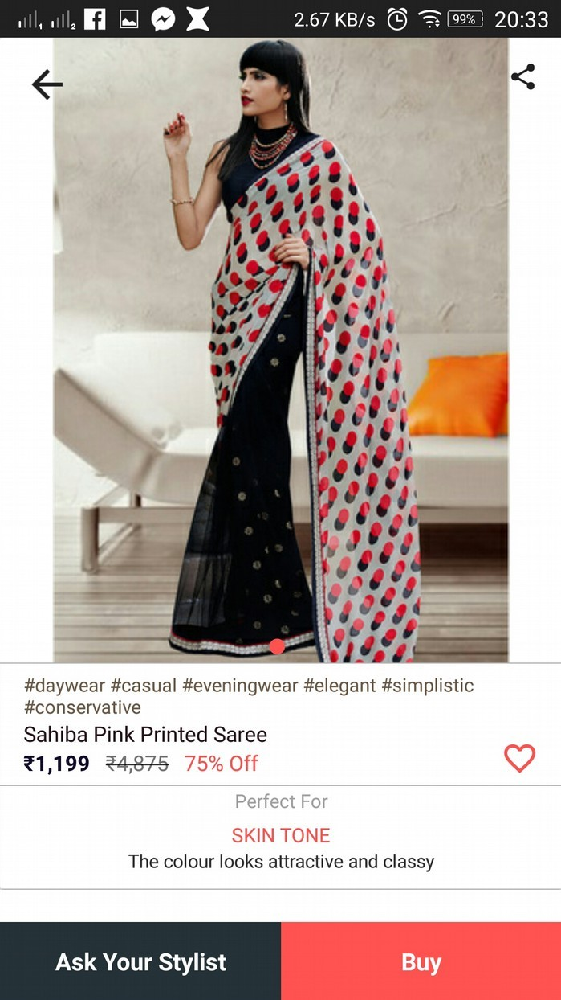 2.67 KB/s 99% 20:33
#daywear #casual #eveningwear #elegant #simplistic
#conservative
Sahiba Pink Printed Saree
₹1,199 ₹4,875 75% Off
Perfect For
SKIN TONE
The colour looks attractive and classy
Ask Your Stylist Buy